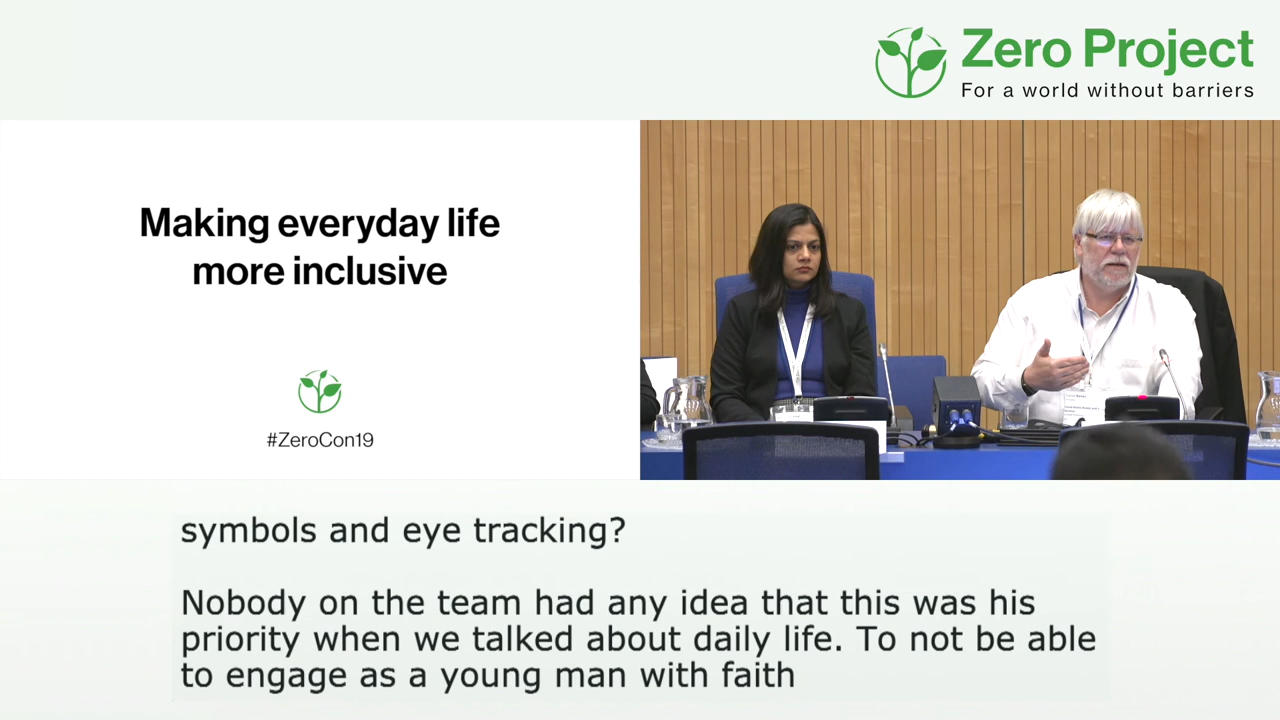 Zero Project
For a world without barriers
Making everyday life
more inclusive
#ZeroCon19
symbols and eye tracking?
Nobody on the team had any idea that this was his
priority when we talked about daily life. To not be able
to engage as a young man with faith